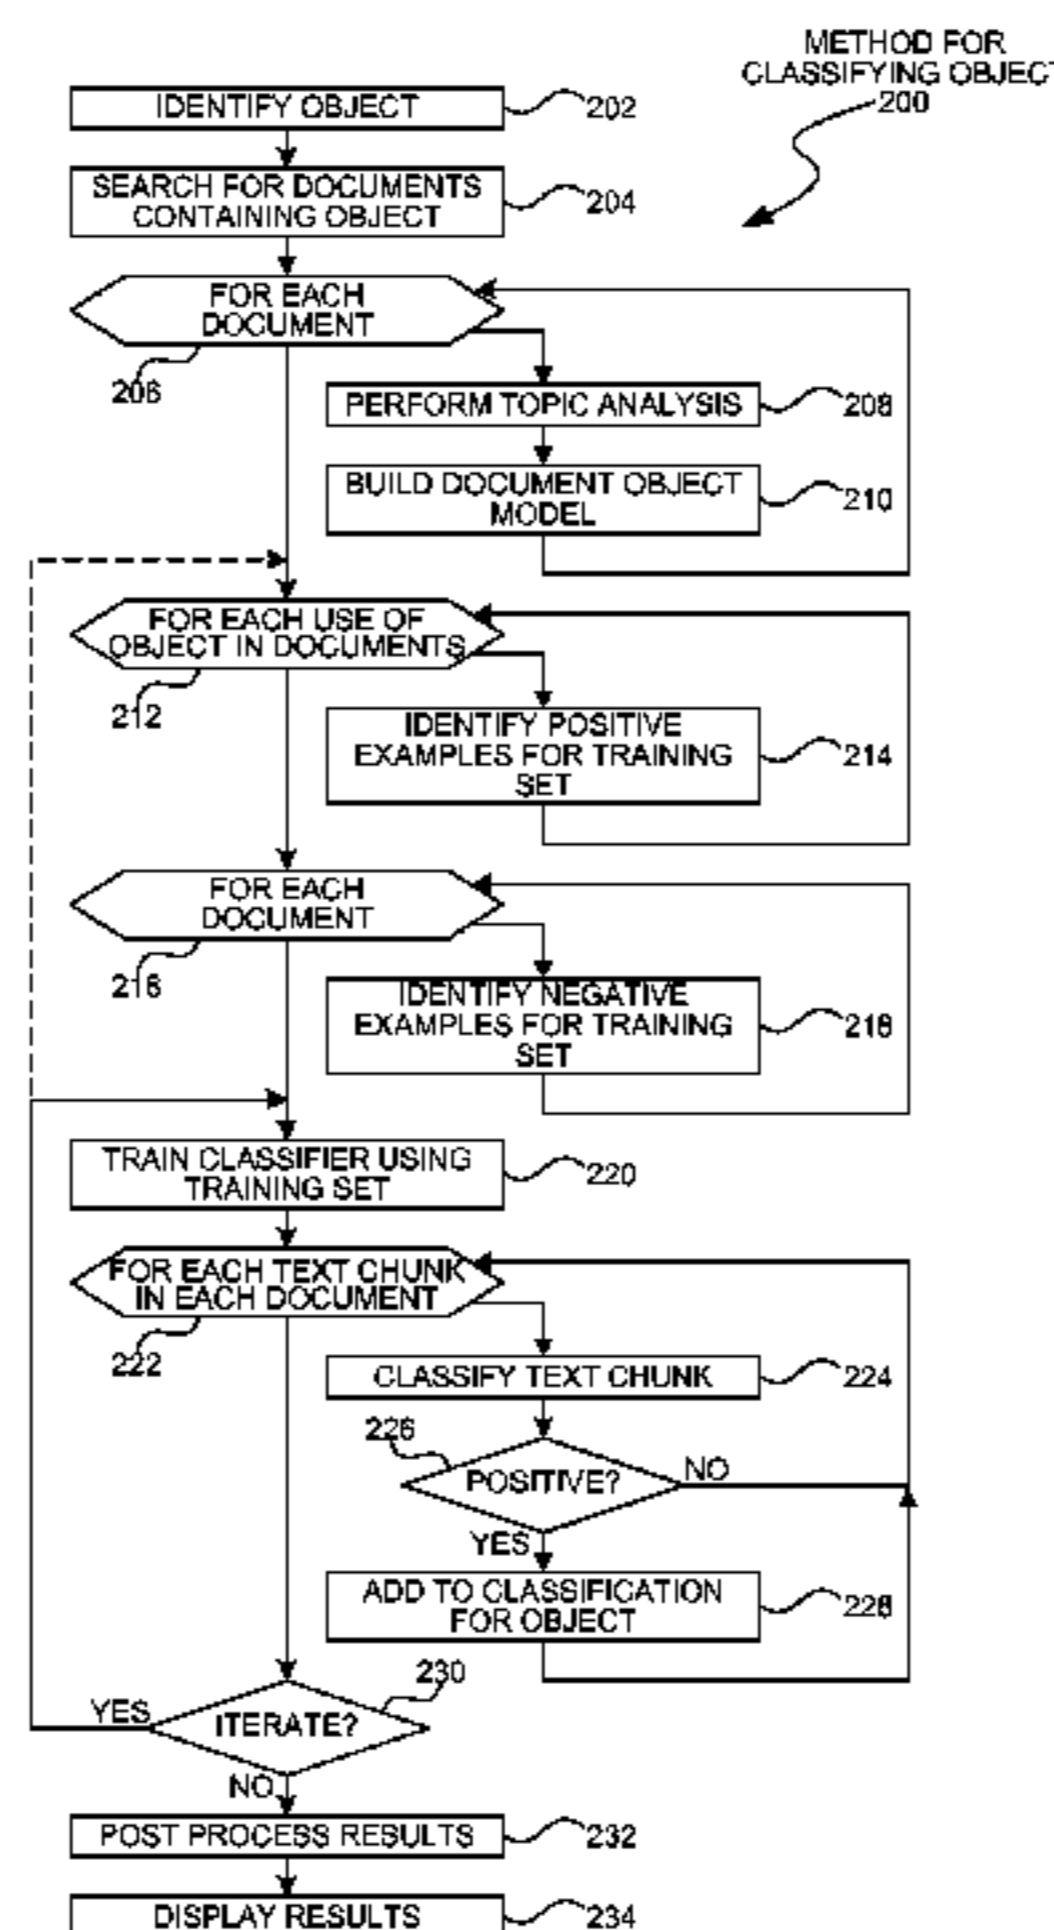 METHOD FOR
CLASSIFYING OBJECT
200
IDENTIFY OBJECT
202
SEARCH FOR DOCUMENTS
CONTAINING OBJECT
204
FOR EACH
DOCUMENT
206
PERFORM TOPIC ANALYSIS
208
BUILD DOCUMENT OBJECT
MODEL
210
FOR EACH USE OF
OBJECT IN DOCUMENTS
212
IDENTIFY POSITIVE
EXAMPLES FOR TRAINING
SET
214
FOR EACH
DOCUMENT
216
IDENTIFY NEGATIVE
EXAMPLES FOR TRAINING
SET
218
TRAIN CLASSIFIER USING
TRAINING SET
220
FOR EACH TEXT CHUNK
IN EACH DOCUMENT
222
CLASSIFY TEXT CHUNK
224
226
POSITIVE?
NO
YES
ADD TO CLASSIFICATION
FOR OBJECT
228
230
YES
ITERATE?
NO
POST PROCESS RESULTS
232
DISPLAY RESULTS
234